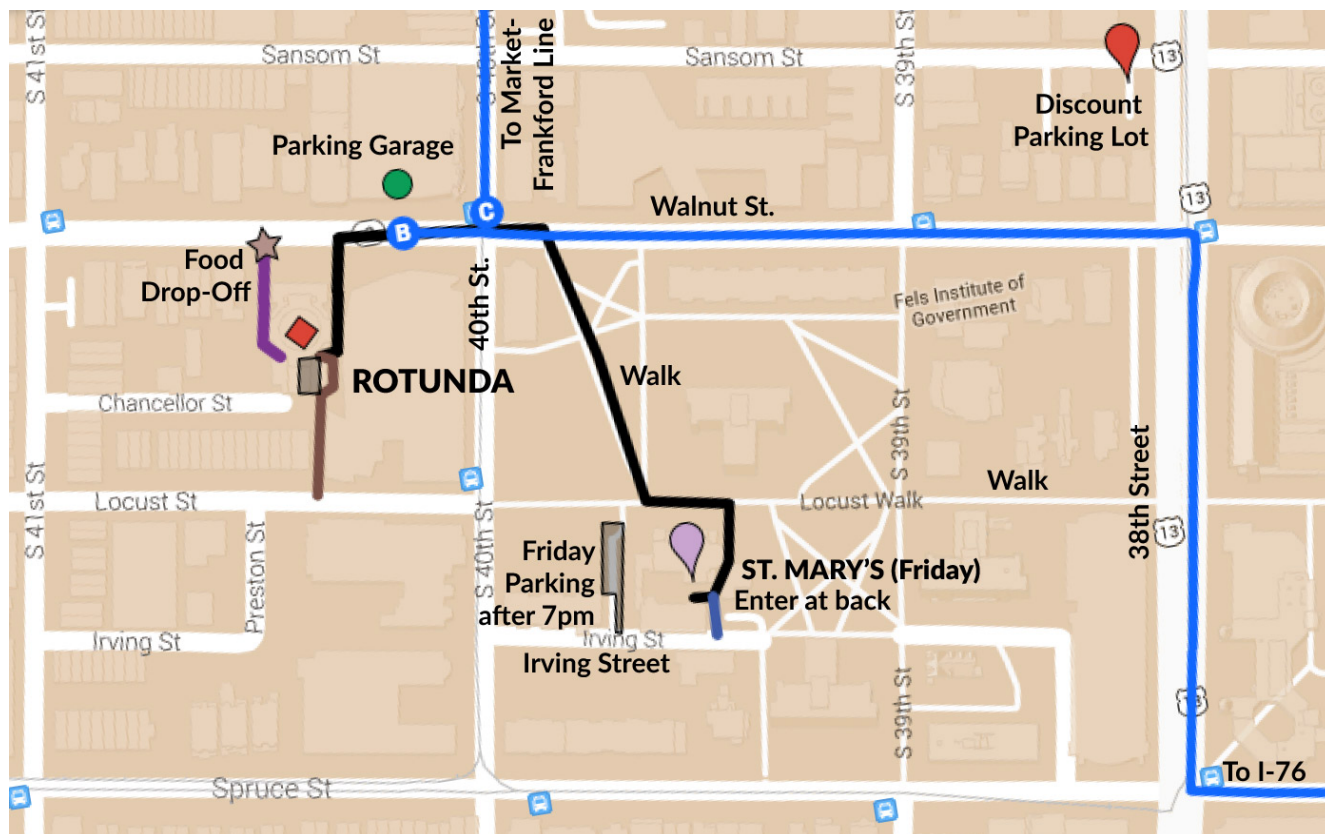 S 41st St
Sansom St
S 40th St
To Market-
Frankford Line
Sansom St
S 39th St
13
Discount
Parking Lot
Parking Garage
13
C
B
Walnut St.
Food
Drop-Off
40th St.
Fels Institute of
Government
ROTUNDA
Walk
Chancellor St
S 39th St
38th Street
Walk
Locust St
Locust Walk
S 41st St
Preston St
S 40th St
13
Friday
Parking
after 7pm
ST. MARY'S (Friday)
Enter at back
Irving St
Irving St
Irving Street
S 39th St
13
To I-76
Spruce St